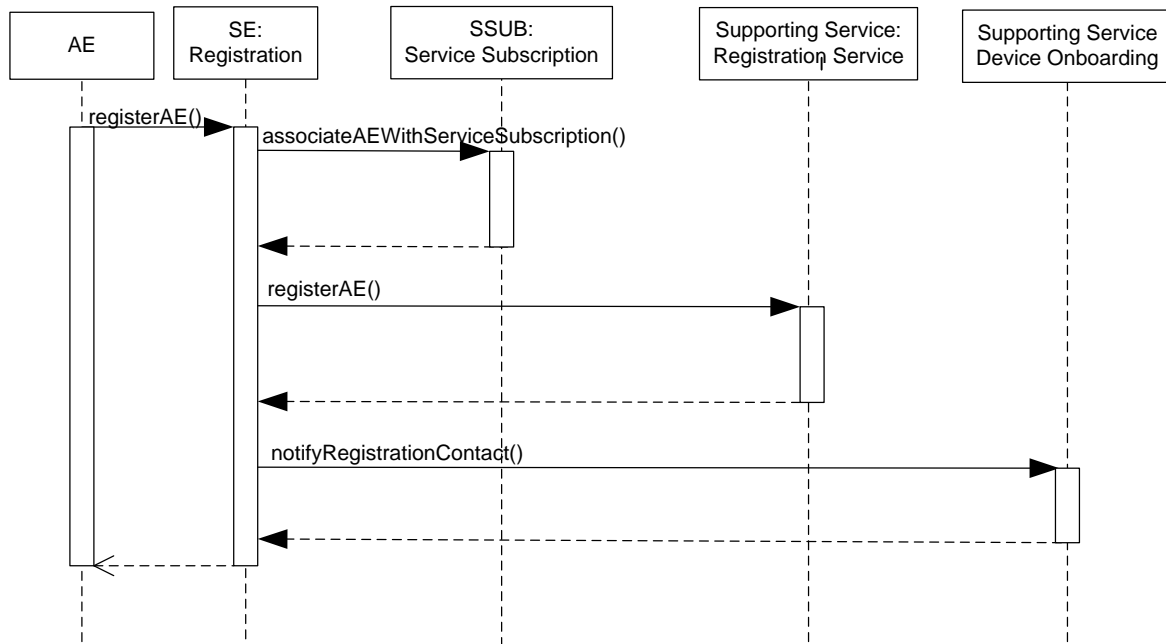 AE
SE:
Registration
SSUB:
Service Subscription
Supporting Service:
Registration Service
Supporting Service
Device Onboarding
registerAE()
associateAEWithServiceSubscription()
registerAE()
notifyRegistrationContact()